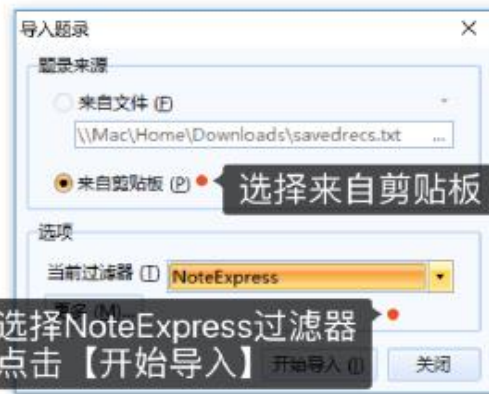 导入题录
题录来源
来自文件 (F)
\\Mac\Home\Downloads\savedrecs.txt ...
来自剪贴板 (P)
选择来自剪贴板
选项
当前过滤器 (T) NoteExpress
更多 (M)...
选择NoteExpress过滤器
点击【开始导入】
开始导入 (I)
关闭